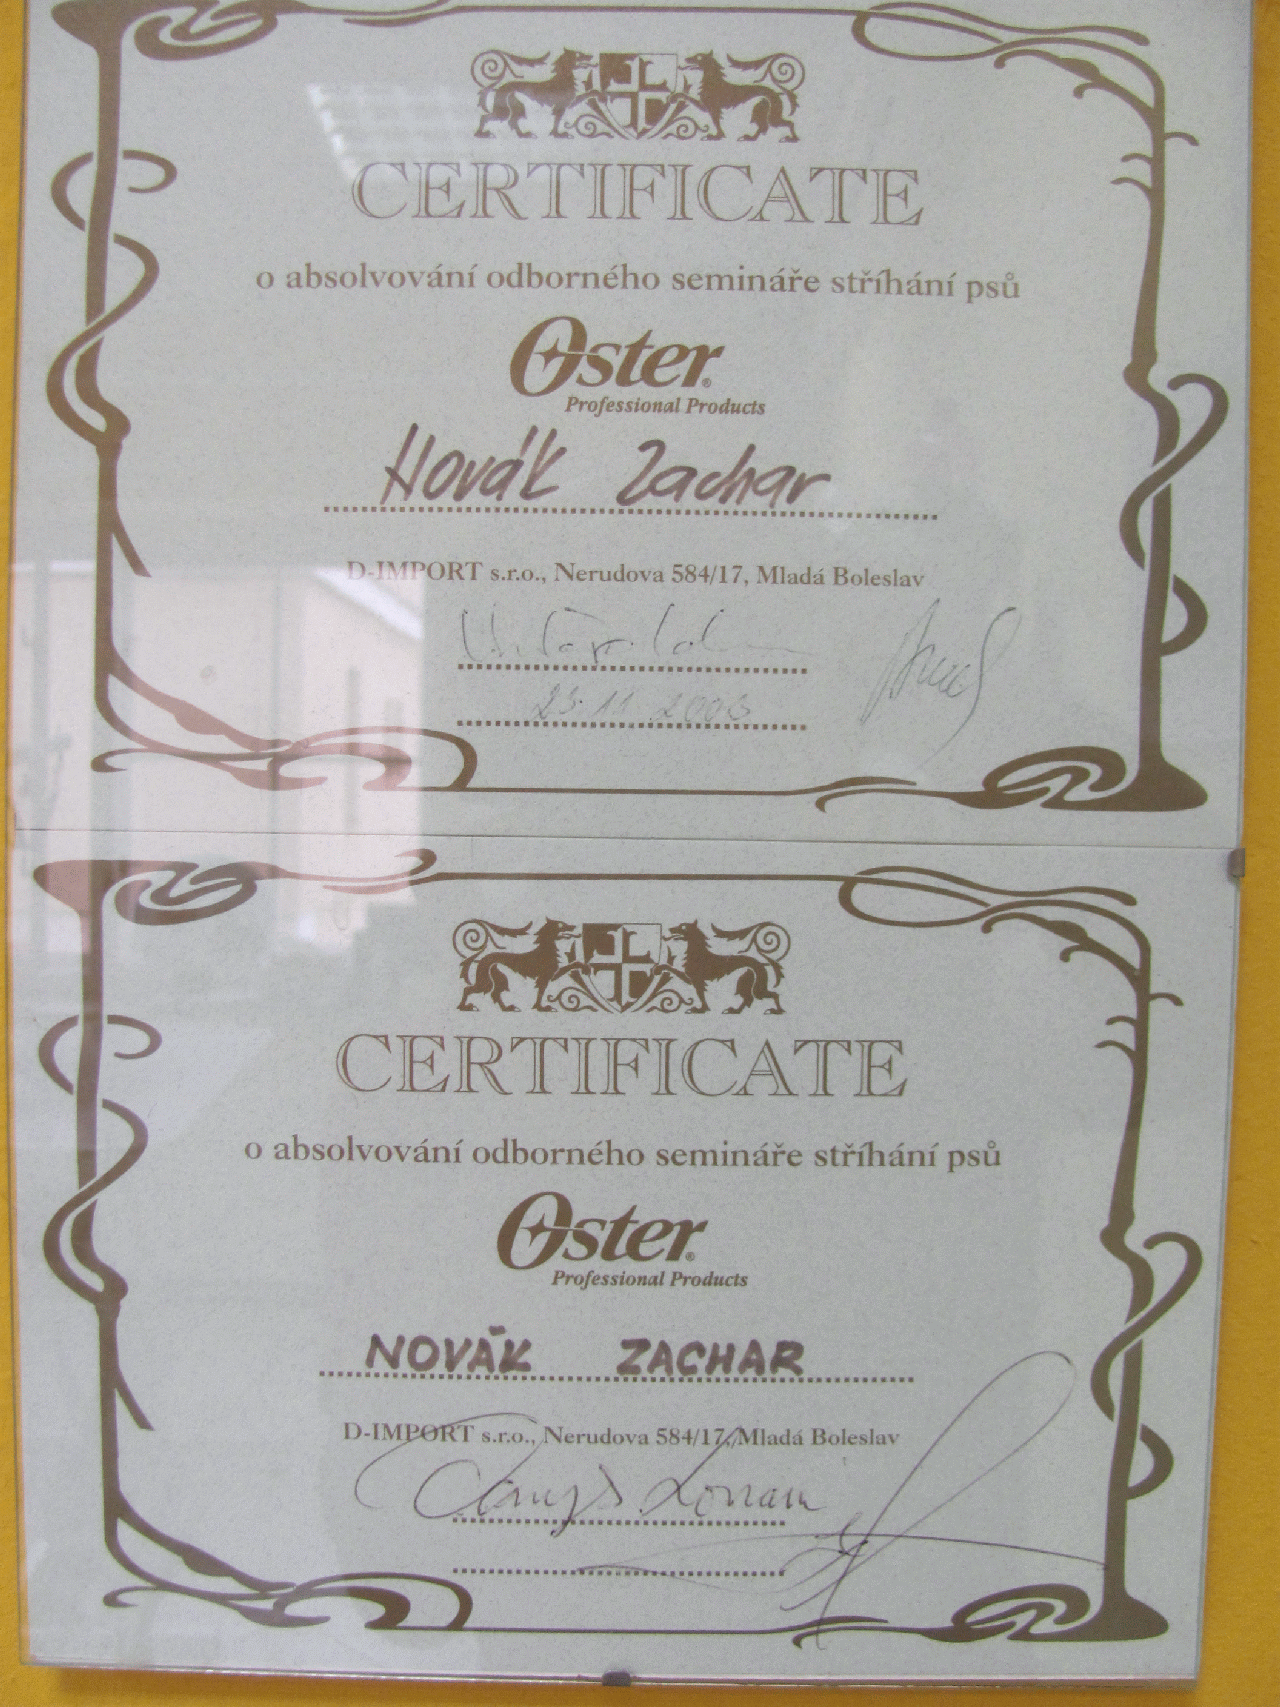 CERTIFICATE
o absolvování odborného semináře stříhání psů
Oster®
Professional Products
Novák Zachar
D-IMPORT s.r.o., Nerudova 584/17, Mladá Boleslav
23.11.2003
CERTIFICATE
o absolvování odborného semináře stříhání psů
Oster®
Professional Products
NOVÁK ZACHAR
D-IMPORT s.r.o., Nerudova 584/17, Mladá Boleslav